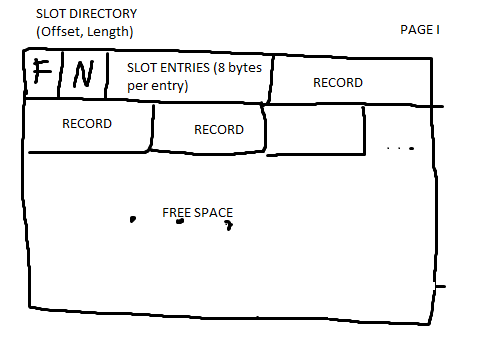 SLOT DIRECTORY
(Offset, Length)
PAGE I
F
N
SLOT ENTRIES (8 bytes
per entry)
RECORD
RECORD
RECORD
...
FREE SPACE